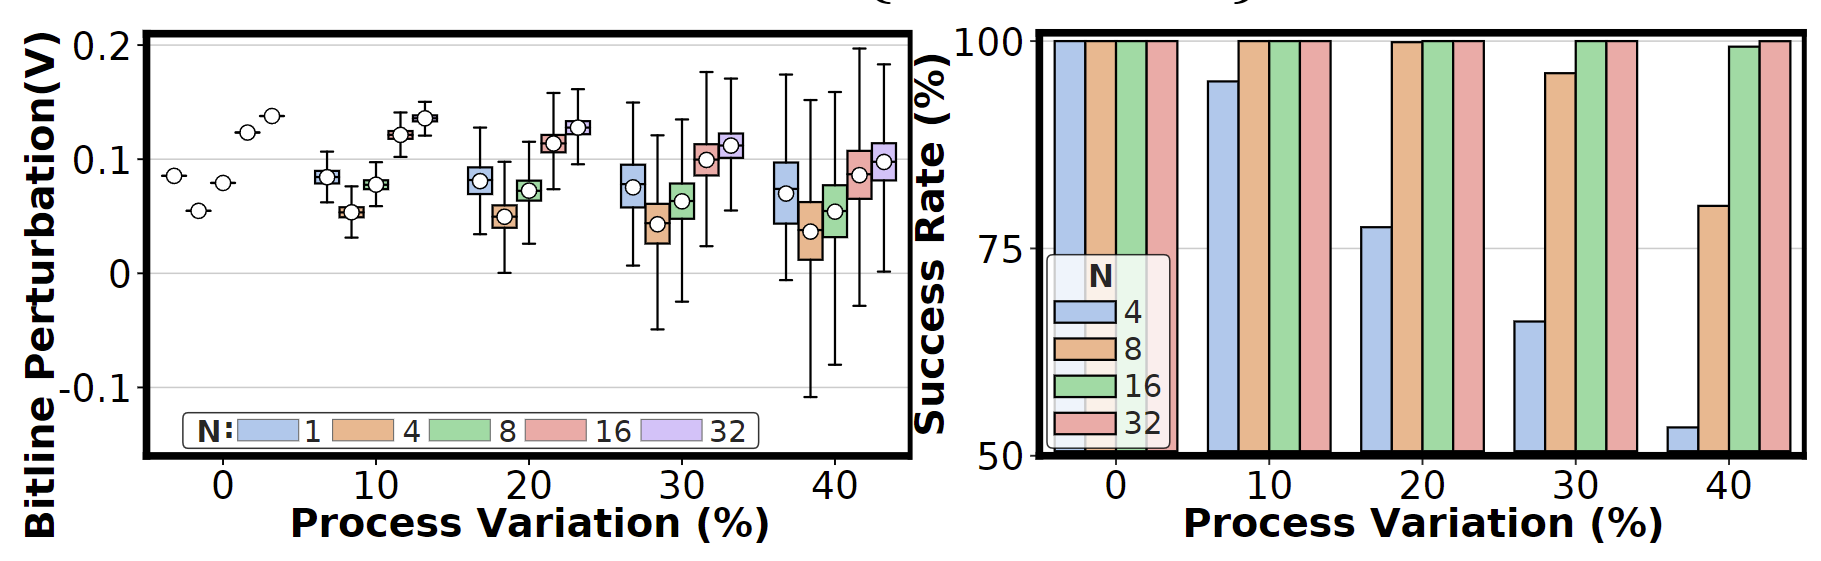 Bitline Perturbation(V)
0.2
0.1
0
-0.1
N: 1 4 8 16 32
0 10 20 30 40
Process Variation (%)
Success Rate (%)
100
75
50
N
4
8
16
32
0 10 20 30 40
Process Variation (%)